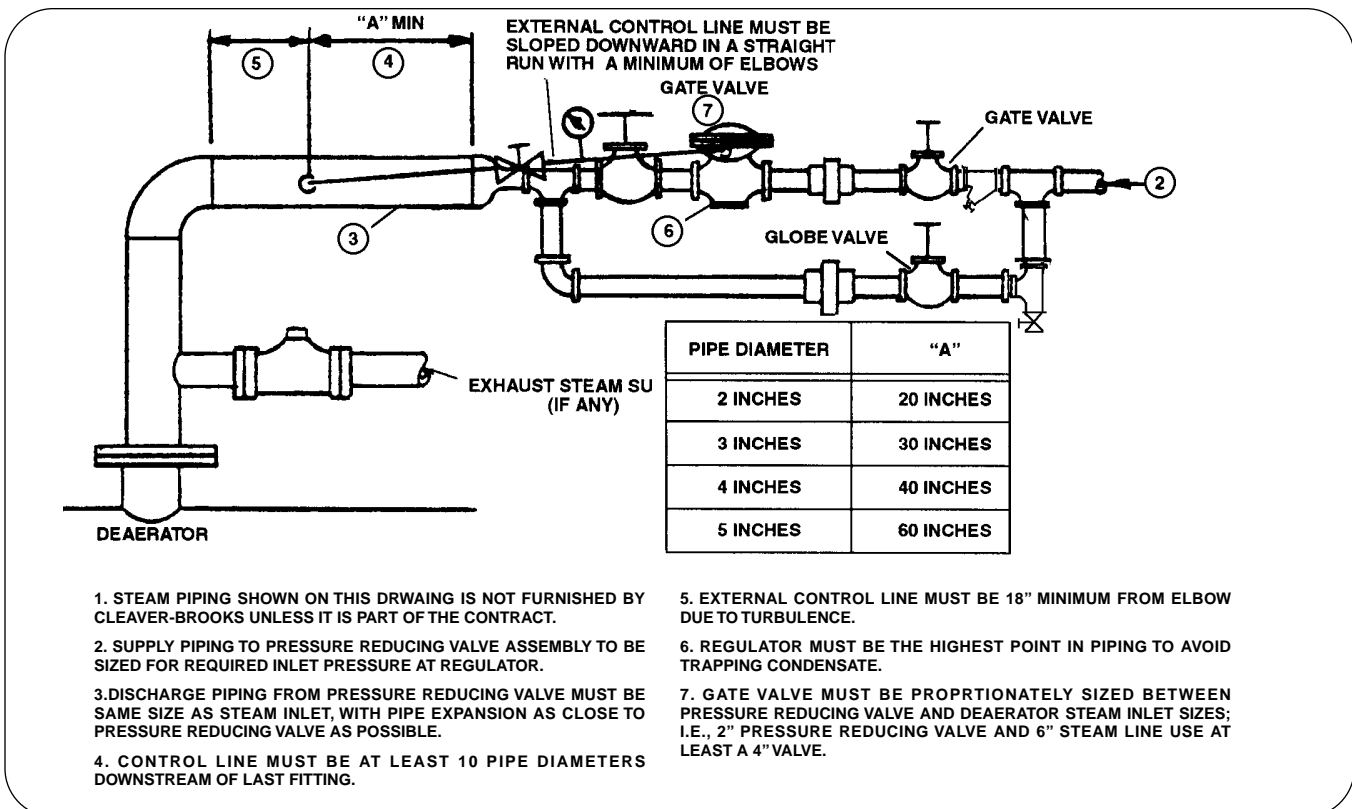 “A” MIN
5
4
EXTERNAL CONTROL LINE MUST BE
SLOPED DOWNWARD IN A STRAIGHT
RUN WITH A MINIMUM OF ELBOWS
GATE VALVE
7
GATE VALVE
2
3
6
GLOBE VALVE
EXHAUST STEAM SU
(IF ANY)
DEAERATOR
PIPE DIAMETER “A”
2 INCHES 20 INCHES
3 INCHES 30 INCHES
4 INCHES 40 INCHES
5 INCHES 60 INCHES
1. STEAM PIPING SHOWN ON THIS DRWAING IS NOT FURNISHED BY
CLEAVER-BROOKS UNLESS IT IS PART OF THE CONTRACT.
2. SUPPLY PIPING TO PRESSURE REDUCING VALVE ASSEMBLY TO BE
SIZED FOR REQUIRED INLET PRESSURE AT REGULATOR.
3.DISCHARGE PIPING FROM PRESSURE REDUCING VALVE MUST BE
SAME SIZE AS STEAM INLET, WITH PIPE EXPANSION AS CLOSE TO
PRESSURE REDUCING VALVE AS POSSIBLE.
4. CONTROL LINE MUST BE AT LEAST 10 PIPE DIAMETERS
DOWNSTREAM OF LAST FITTING.
5. EXTERNAL CONTROL LINE MUST BE 18” MINIMUM FROM ELBOW
DUE TO TURBULENCE.
6. REGULATOR MUST BE THE HIGHEST POINT IN PIPING TO AVOID
TRAPPING CONDENSATE.
7. GATE VALVE MUST BE PROPRTIONATELY SIZED BETWEEN
PRESSURE REDUCING VALVE AND DEAERATOR STEAM INLET SIZES;
I.E., 2” PRESSURE REDUCING VALVE AND 6” STEAM LINE USE AT
LEAST A 4” VALVE.